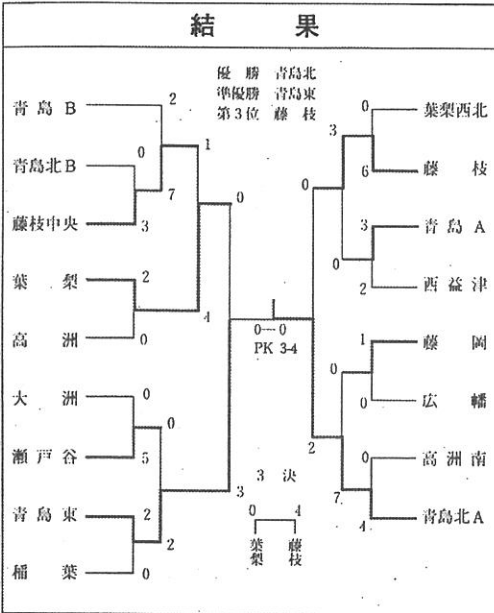 結果
優勝 青島北
準優勝 青島東
第3位 藤枝
青島B
2
青島北B
0
1
7
藤枝中央
3
0
葉梨
2
4
高洲
0
大洲
0
0
瀬戸谷
5
3
青島東
2
2
稲葉
0
0―0
PK 3-4
3決
0 4
葉梨
藤枝
0
葉梨西北
3
6
藤枝
0
3
青島A
0
2
西益津
1
藤岡
0
0
広幡
2
0
高洲南
7
4
青島北A